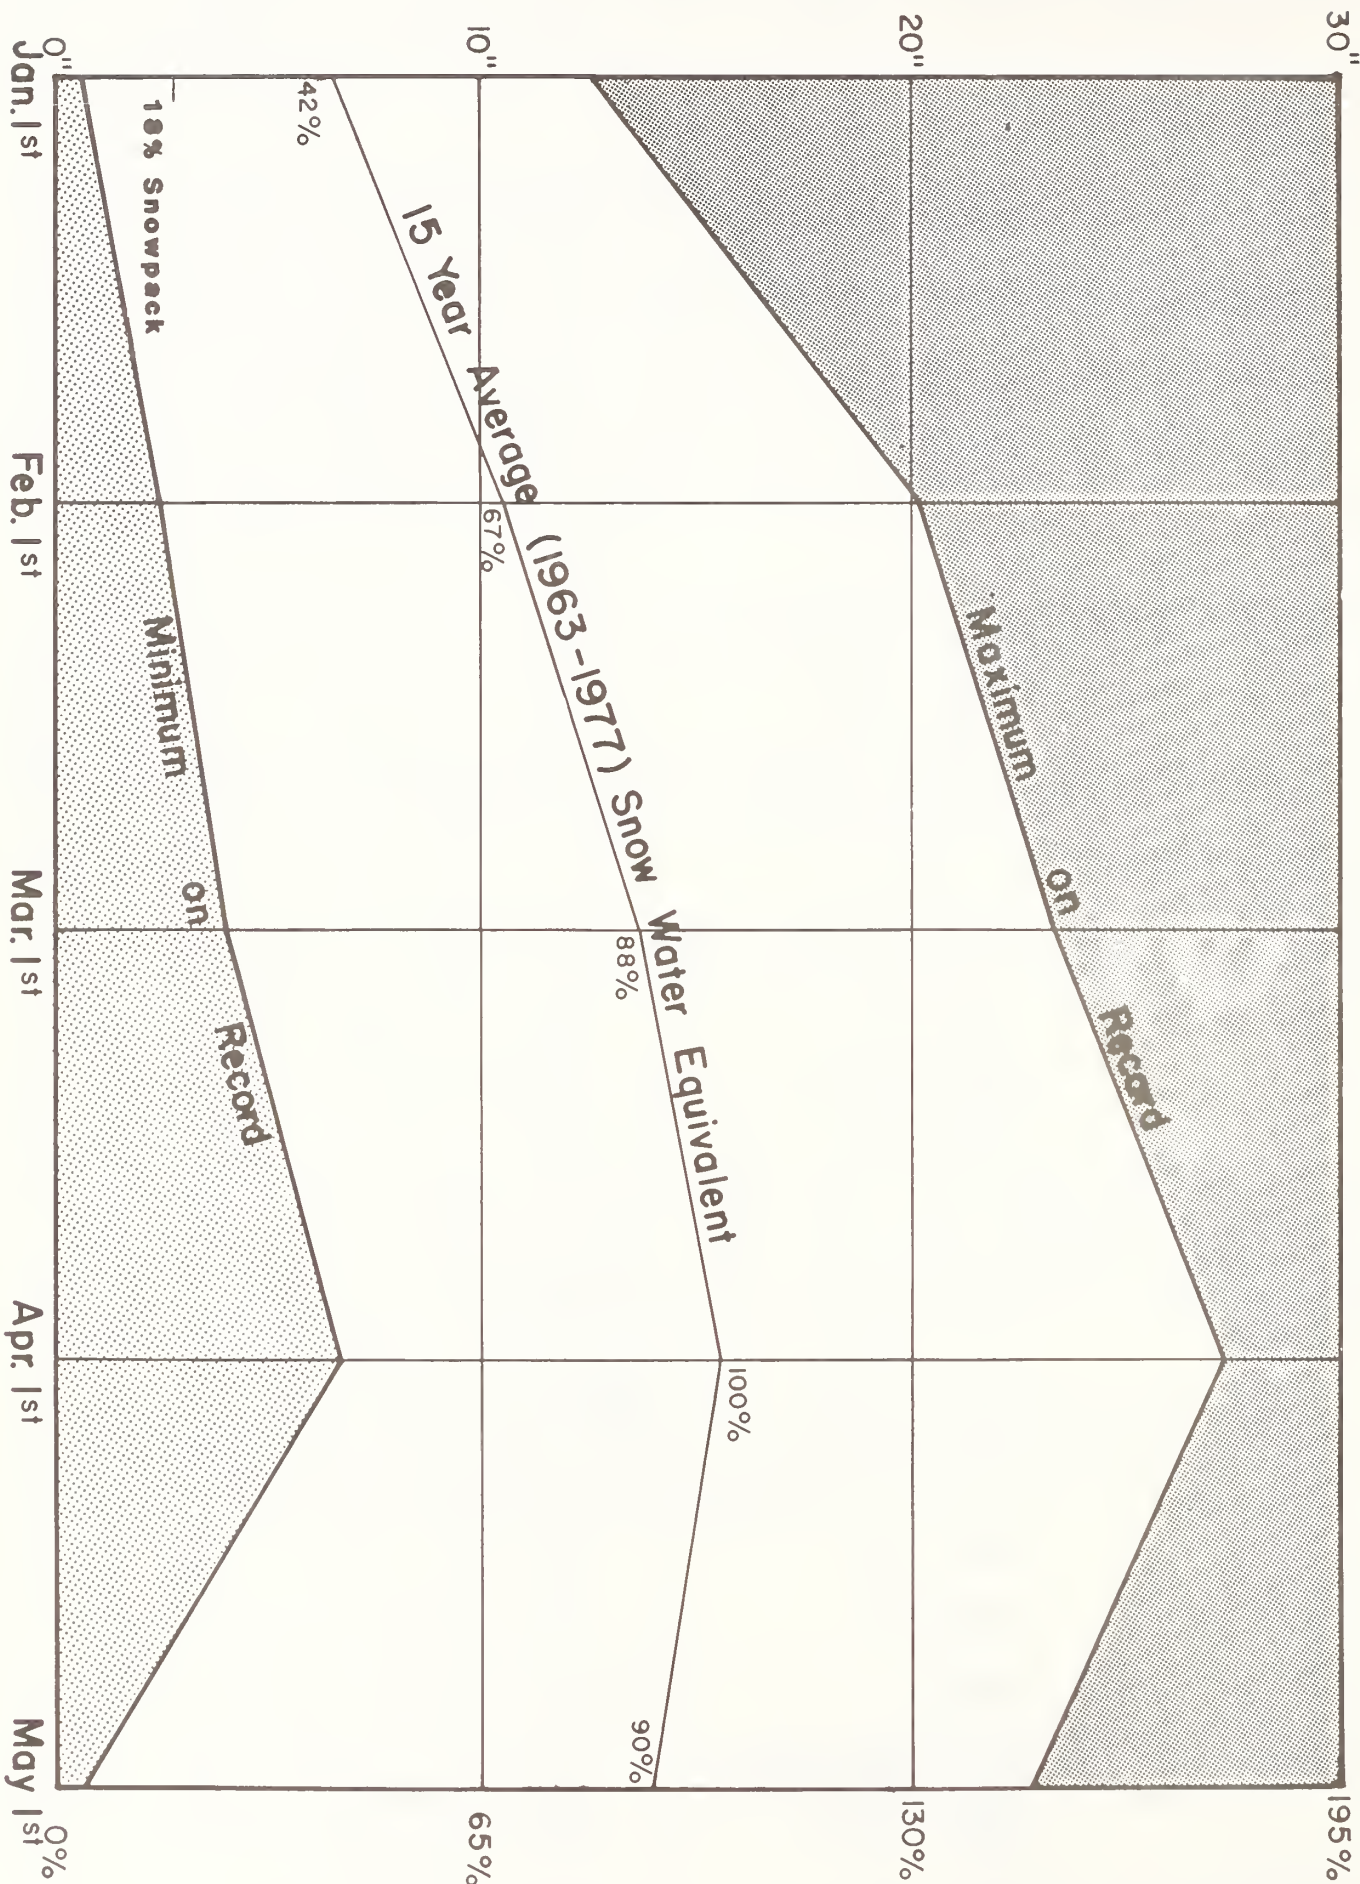 30"
20"
10"
0"
195%
130%
65%
0%
Maximum on Record
15 Year Average (1963-1977) Snow Water Equivalent
42%
67%
88%
100%
90%
18% Snowpack
Minimum on Record
Jan. 1st
Feb. 1st
Mar. 1st
Apr. 1st
May 1st